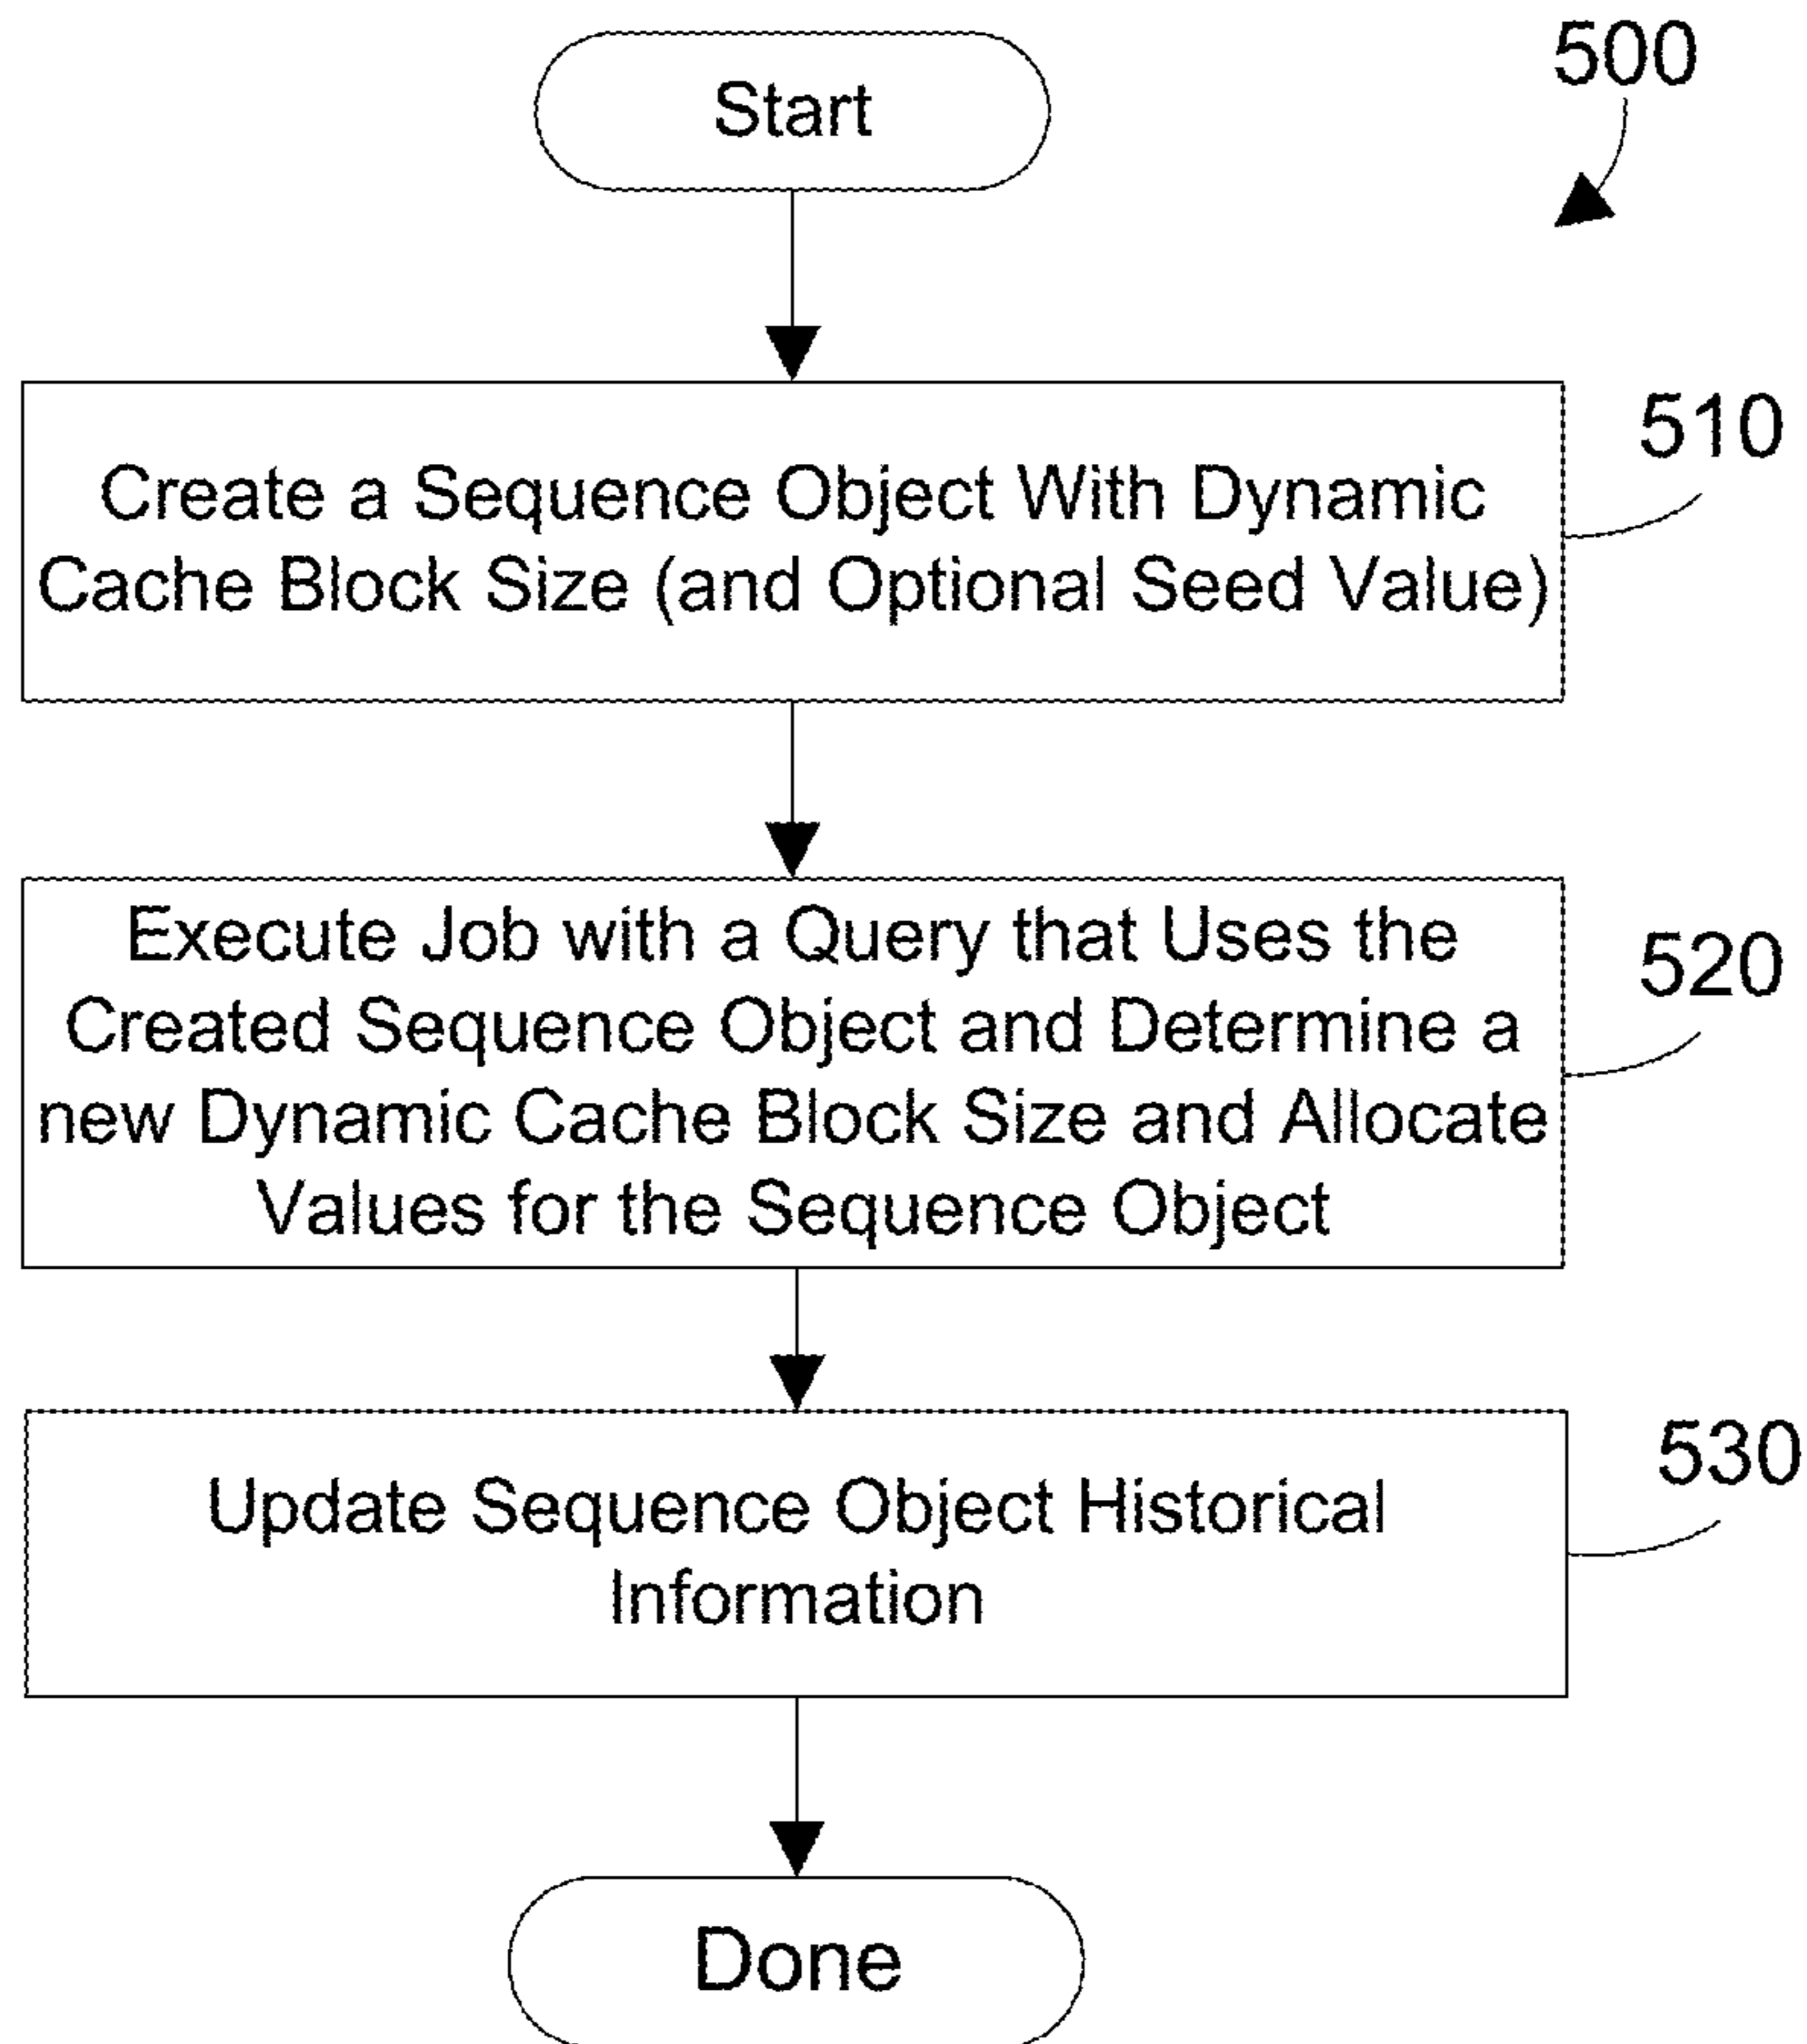 Start
500
Create a Sequence Object With Dynamic
Cache Block Size (and Optional Seed Value)
510
Execute Job with a Query that Uses the
Created Sequence Object and Determine a
new Dynamic Cache Block Size and Allocate
Values for the Sequence Object
520
Update Sequence Object Historical
Information
530
Done